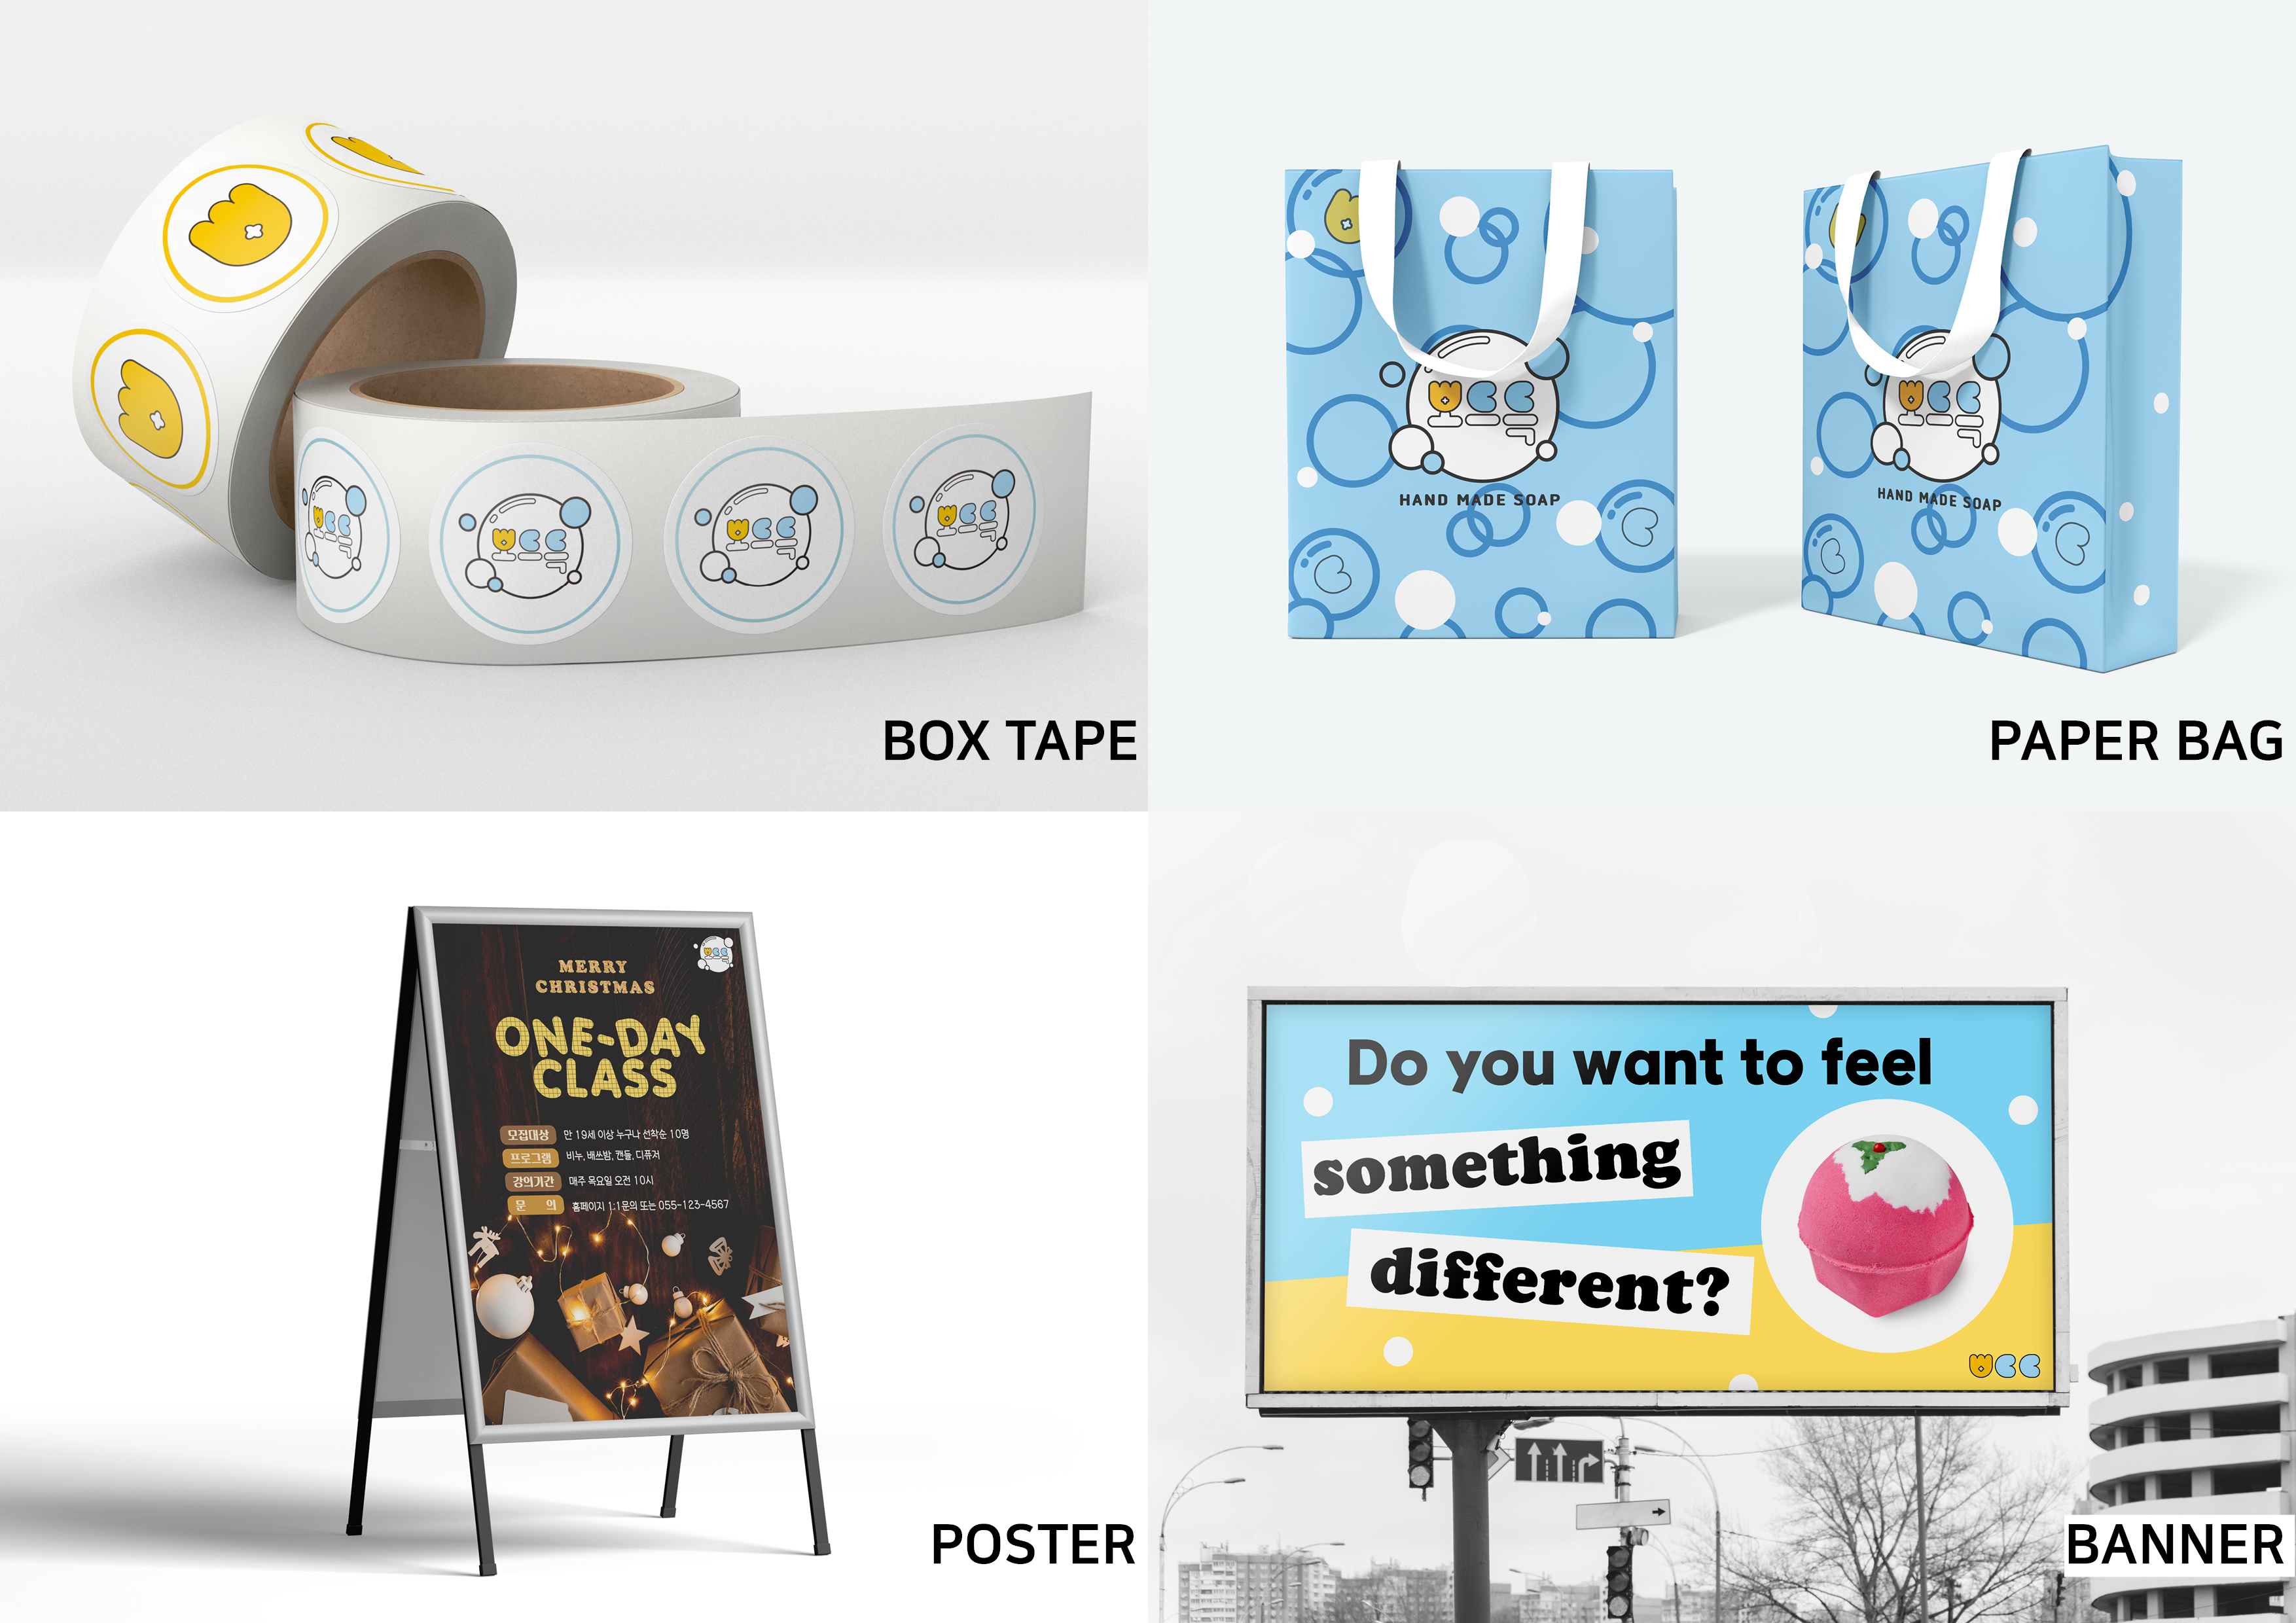 BOX TAPE
HAND MADE SOAP
HAND MADE SOAP
PAPER BAG
MERRY
CHRISTMAS
ONE-DAY
CLASS
모집대상 만 19세 이상 누구나 선착순 10명
프로그램 비누, 배쓰밤, 캔들, 디퓨저
강의기간 매주 목요일 오전 10시
문 의 홈페이지 1:1문의 또는 055-123-4567
POSTER
Do you want to feel
something
different?
BANNER